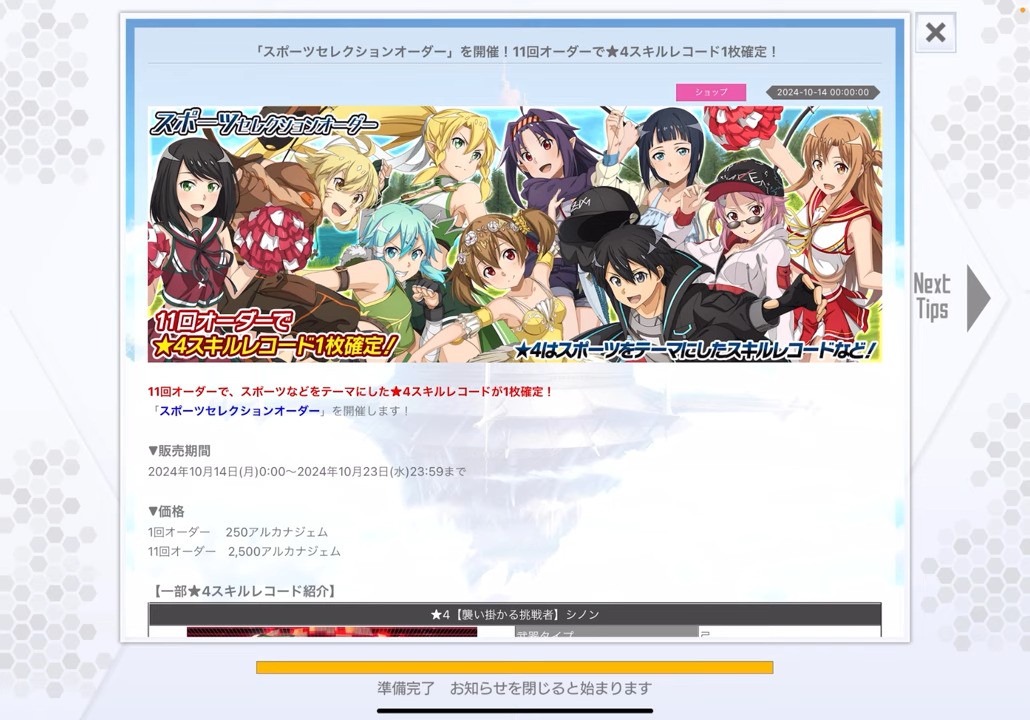 「スポーツセレクションオーダー」を開催！11回オーダーで★4スキルレコード1枚確定！
ショップ
2024-10-14 00:00:00
スポーツセレクションオーダー
11回オーダーで
★4スキルレコード1枚確定!
★4はスポーツをテーマにしたスキルレコードなど!
Next
Tips
11回オーダーで、スポーツなどをテーマにした★4スキルレコードが1枚確定！
「スポーツセレクションオーダー」を開催します！
▼販売期間
2024年10月14日(月)0:00～2024年10月23日(水)23:59まで
▼価格
1回オーダー　250アルカナジェム
11回オーダー　2,500アルカナジェム
【一部★4スキルレコード紹介】
★4【襲い掛かる挑戦者】シノン
武器タイプ
弓
準備完了　お知らせを閉じると始まります